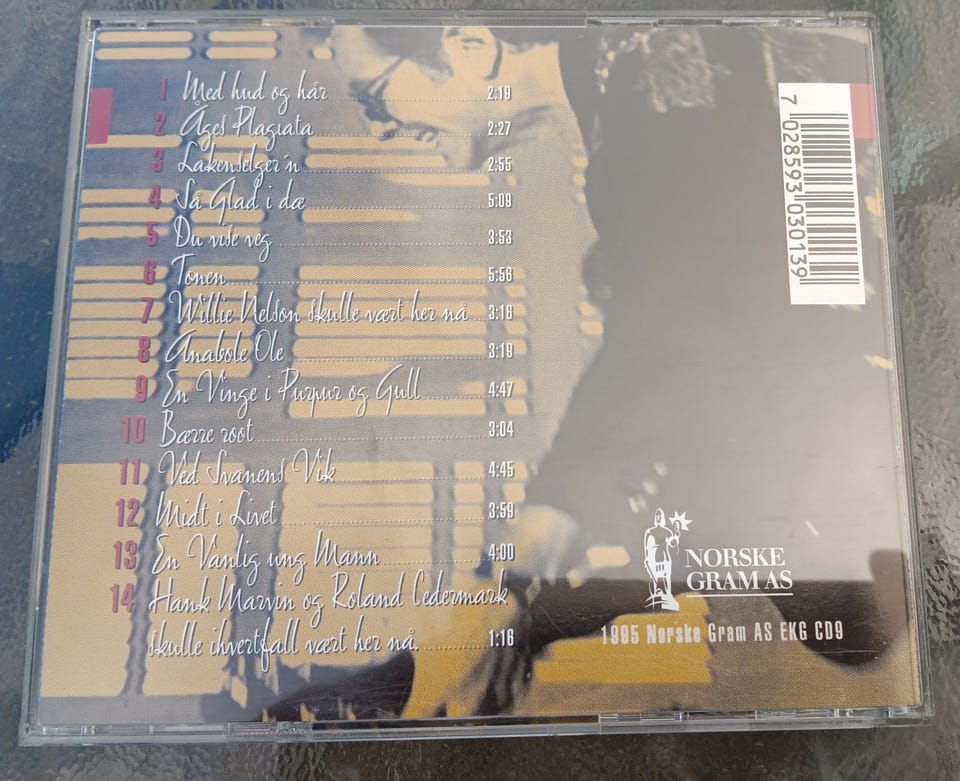 1 Med hud og hår 2:19
2 Åges Plagiata 2:27
3 Lakenselger'n 2:55
4 Så Glad i dæ 5:09
5 Du vise veg 3:53
6 Tonen 5:56
7 Willie Nelson skulle vært her nå 3:16
8 Anabole Ole 3:19
9 En Vinge i Purpur og Gull 4:47
10 Bærre root 3:04
11 Ved Svanens Vik 4:45
12 Midt i Livet 3:59
13 En Vanlig ung Mann 4:00
14 Hank Marvin og Roland Cedermark
skulle ihvertfall vært her nå. 1:16
7 028593 030139
NORSKE
GRAM AS
1995 Norske Gram AS EKG CD9